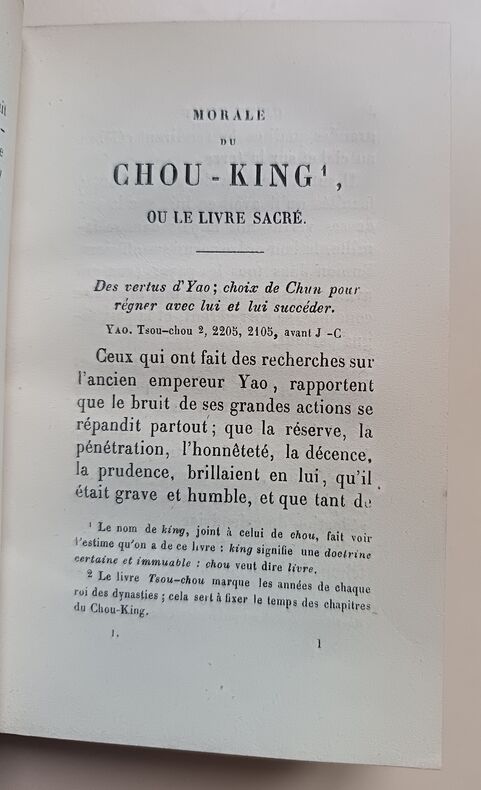 MORALE
DU
CHOU-KING¹,
OU LE LIVRE SACRÉ.
Des vertus d'Yao; choix de Chun pour
régner avec lui et lui succéder.
YAO. Tsou-chou 2, 2205, 2105, avant J -C
Ceux qui ont fait des recherches sur
l'ancien empereur Yao, rapportent
que le bruit de ses grandes actions se
répandit partout; que la réserve, la
pénétration, l'honnêteté, la décence,
la prudence, brillaient en lui, qu'il
était grave et humble, et que tant de
¹ Le nom de king, joint à celui de chou, fait voir
l'estime qu'on a de ce livre : king signifie une doctrine
certaine et immuable : chou veut dire livre.
2 Le livre Tsou-chou marque les années de chaque
roi des dynasties; cela sert à fixer le temps des chapitres
du Chou-King.
1. 1